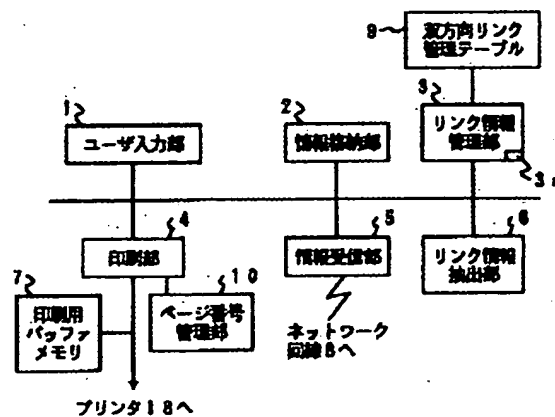 9
双方向リンク
管理テーブル
1
ユーザ入力部
2
情報格納部
3
リンク情報
管理部
3a
4
印刷部
5
情報受信部
6
リンク情報
抽出部
7
印刷用
バッファ
メモリ
10
ページ番号
管理部
ネットワーク
回線8へ
プリンタ18へ